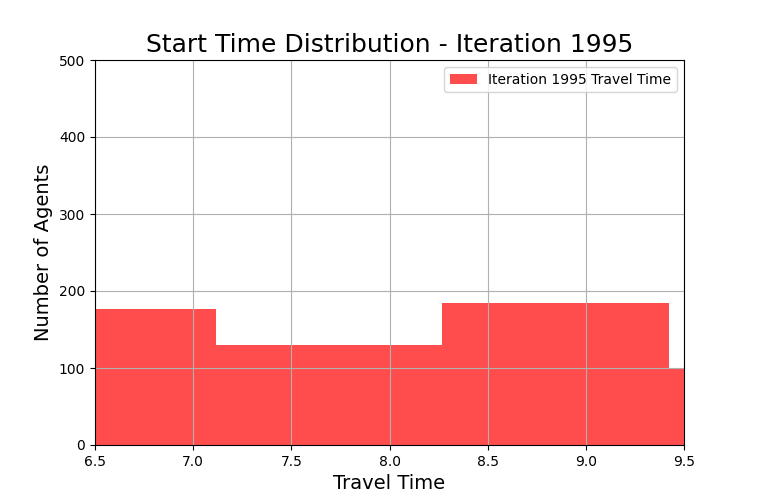 Start Time Distribution - Iteration 1995
Iteration 1995 Travel Time
Number of Agents
500
400
300
200
100
0
6.5 7.0 7.5 8.0 8.5 9.0 9.5
Travel Time